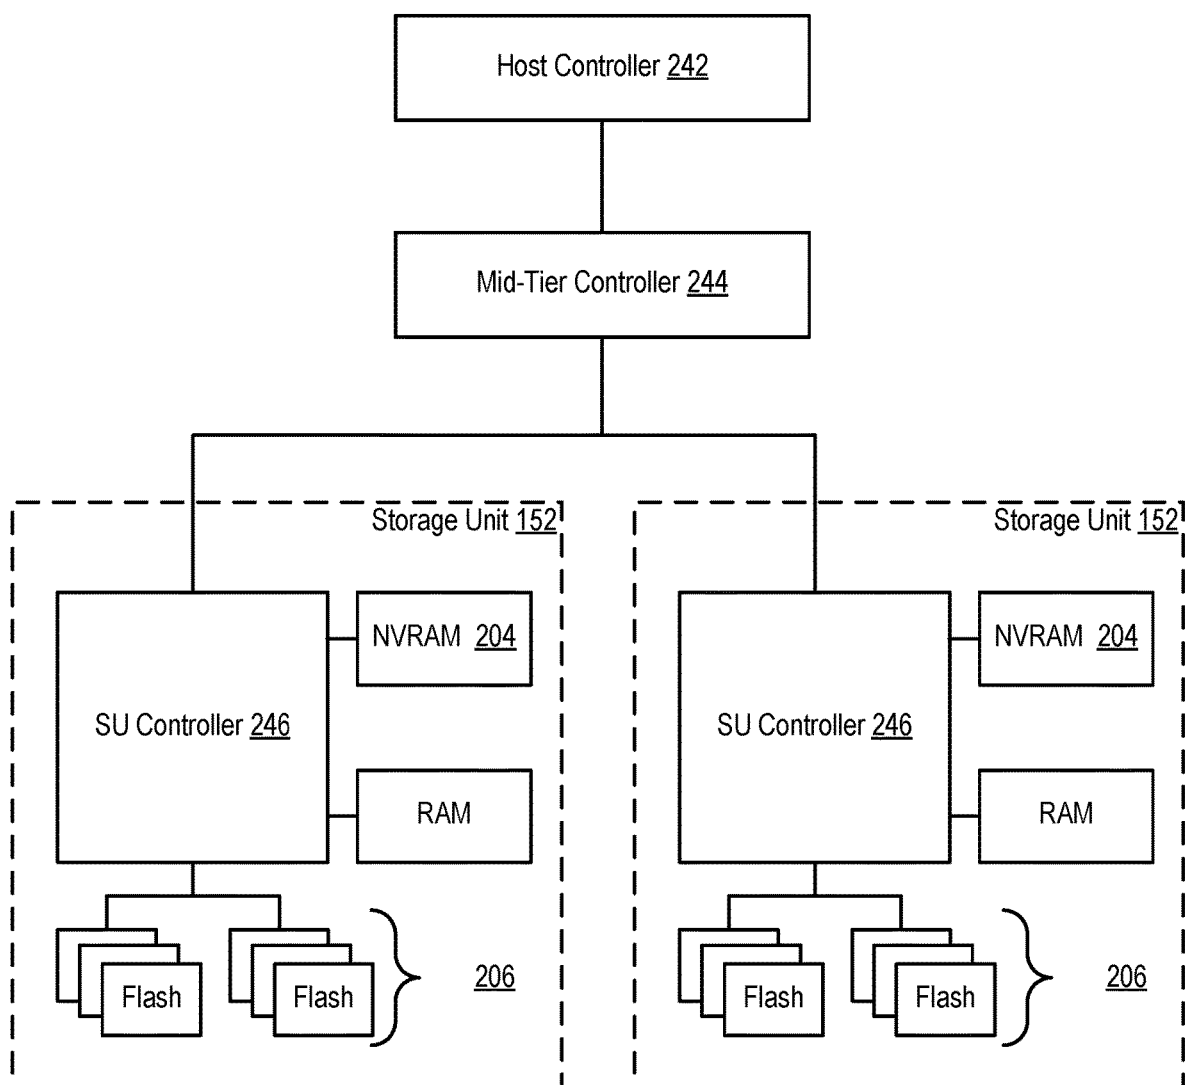 Host Controller 242
Mid-Tier Controller 244
Storage Unit 152
Storage Unit 152
NVRAM 204
NVRAM 204
SU Controller 246
SU Controller 246
RAM
RAM
Flash
Flash
206
Flash
Flash
206